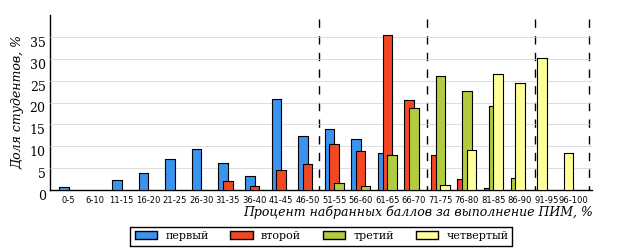 Доля студентов, %
35
30
25
20
15
10
5
0
0-5 6-10 11-15 16-20 21-25 26-30 31-35 36-40 41-45 46-50 51-55 56-60 61-65 66-70 71-75 76-80 81-85 86-90 91-95 96-100
Процент набранных баллов за выполнение ПИМ, %
первый второй третий четвертый